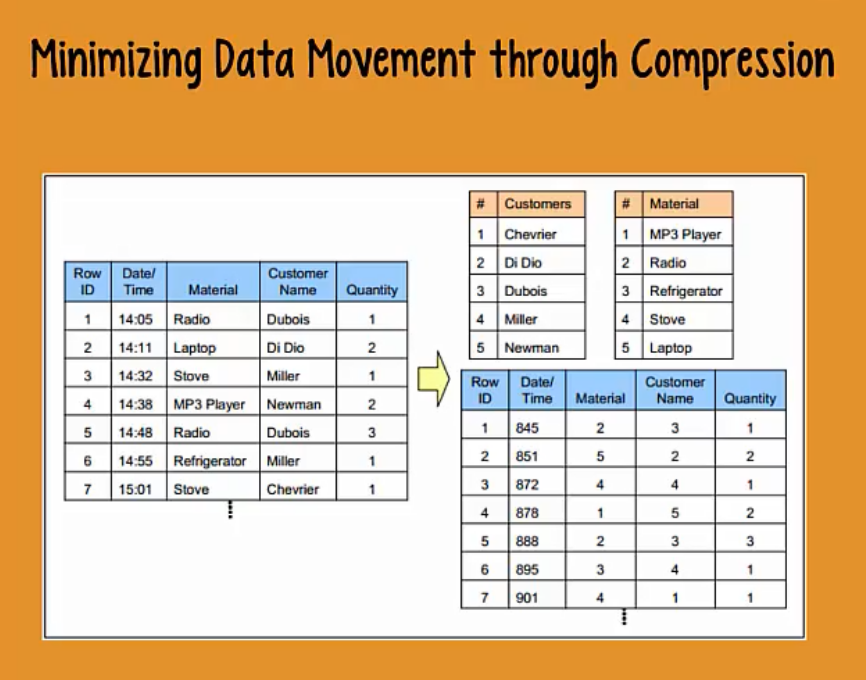 Minimizing Data Movement through Compression
# Customers
1 Chevrier
2 Di Dio
3 Dubois
4 Miller
5 Newman
# Material
1 MP3 Player
2 Radio
3 Refrigerator
4 Stove
5 Laptop
Row ID Date/ Time Material Customer Name Quantity
1 14:05 Radio Dubois 1
2 14:11 Laptop Di Dio 2
3 14:32 Stove Miller 1
4 14:38 MP3 Player Newman 2
5 14:48 Radio Dubois 3
6 14:55 Refrigerator Miller 1
7 15:01 Stove Chevrier 1
Row ID Date/ Time Material Customer Name Quantity
1 845 2 3 1
2 851 5 2 2
3 872 4 4 1
4 878 1 5 2
5 888 2 3 3
6 895 3 4 1
7 901 4 1 1